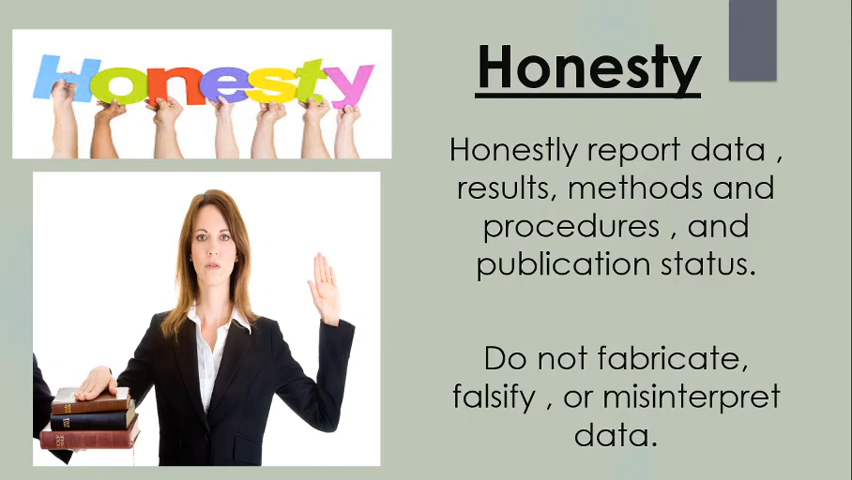 Honesty
Honesty
Honestly report data ,
results, methods and
procedures , and
publication status.
Do not fabricate,
falsify , or misinterpret
data.